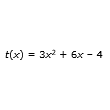 t(x) = 3x² + 6x − 4